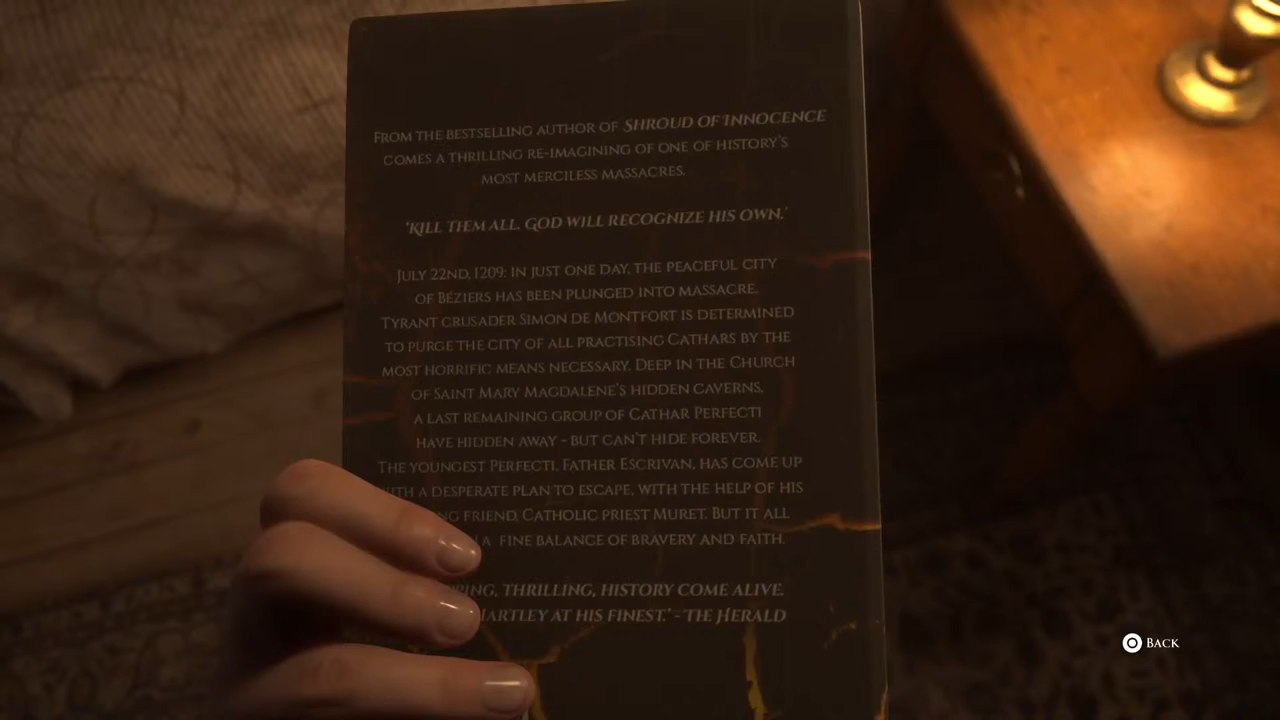 FROM THE BESTSELLING AUTHOR OF SHROUD OF INNOCENCE
COMES A THRILLING RE-IMAGINING OF ONE OF HISTORY'S
MOST MERCILESS MASSACRES.
'KILL THEM ALL. GOD WILL RECOGNIZE HIS OWN.'
JULY 22ND, 1209: IN JUST ONE DAY, THE PEACEFUL CITY
OF BÉZIERS HAS BEEN PLUNGED INTO MASSACRE.
TYRANT CRUSADER SIMON DE MONTFORT IS DETERMINED
TO PURGE THE CITY OF ALL PRACTISING CATHARS BY THE
MOST HORRIFIC MEANS NECESSARY. DEEP IN THE CHURCH
OF SAINT MARY MAGDALENE'S HIDDEN CAVERNS,
A LAST REMAINING GROUP OF CATHAR PERFECTI
HAVE HIDDEN AWAY - BUT CAN'T HIDE FOREVER.
THE YOUNGEST PERFECTI, FATHER ESCRIVAN, HAS COME UP
WITH A DESPERATE PLAN TO ESCAPE, WITH THE HELP OF HIS
FRIEND, CATHOLIC PRIEST MURET. BUT IT ALL
A FINE BALANCE OF BRAVERY AND FAITH.
THRILLING, HISTORY COME ALIVE.
HARTLEY AT HIS FINEST.' - THE HERALD
BACK